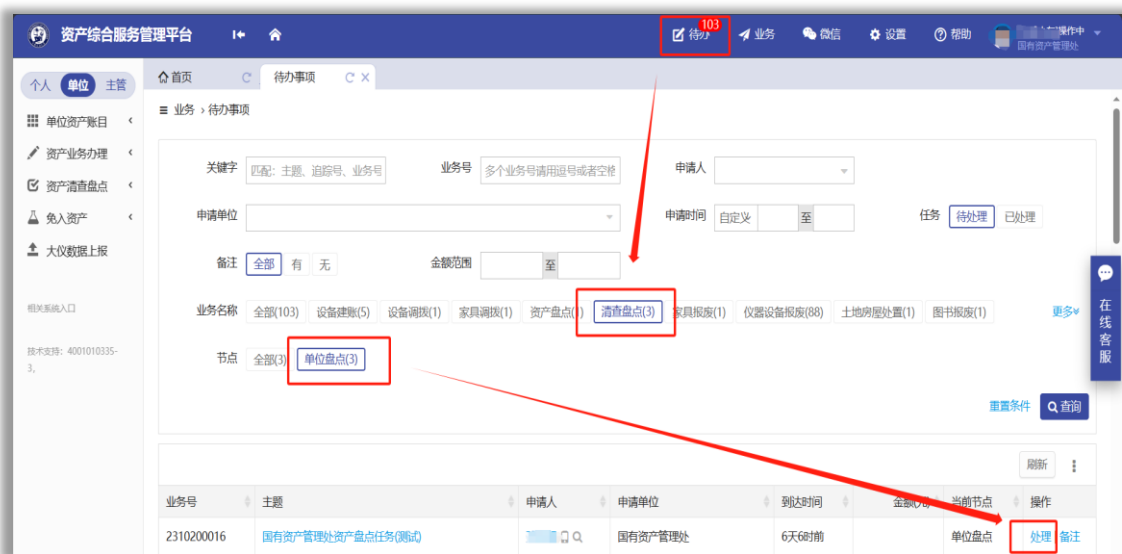 资产综合服务管理平台 待办 103 业务 微信 设置 帮助 操作中
国有资产管理处
个人 单位 主管 首页 待办事项
业务 › 待办事项
单位资产账目
资产业务办理
资产清查盘点
免入资产
大仪数据上报
相关系统入口
技术支持：4001010335-
3,
关键字 匹配：主题、追踪号、业务号 业务号 多个业务号请用逗号或者空格 申请人
申请单位 申请时间 自定义 至 任务 待处理 已处理
备注 全部 有 无 金额范围 至
业务名称 全部(103) 设备建账(5) 设备调拨(1) 家具调拨(1) 资产盘点(1) 清查盘点(3) 家具报废(1) 仪器设备报废(88) 土地房屋处置(1) 图书报废(1) 更多
节点 全部(3) 单位盘点(3)
重置条件 查询
在线客服
刷新
业务号 主题 申请人 申请单位 到达时间 金额(元) 当前节点 操作
2310200016 国有资产管理处资产盘点任务(测试) 国有资产管理处 6天6时前 单位盘点 处理 备注